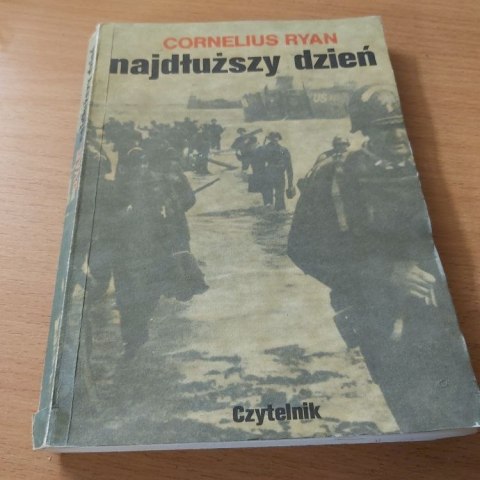 CORNELIUS RYAN
najdłuższy dzień
Czytelnik